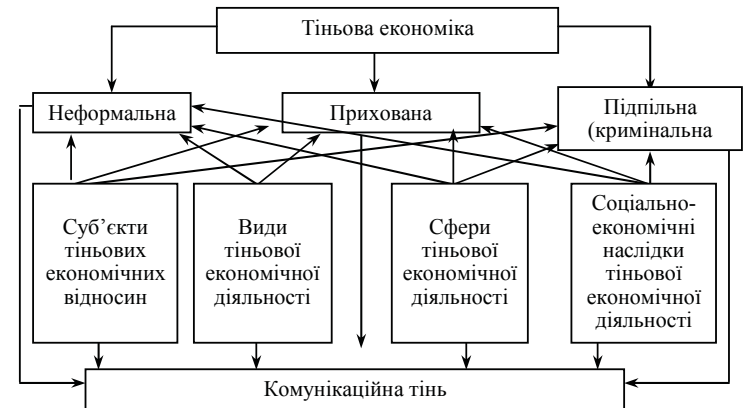 Тіньова економіка
Неформальна
Прихована
Підпільна
(кримінальна
Суб’єкти
тіньових
економічних
відносин
Види
тіньової
економічної
діяльності
Сфери
тіньової
економічної
діяльності
Соціально-
економічні
наслідки
тіньової
економічної
діяльності
Комунікаційна тінь